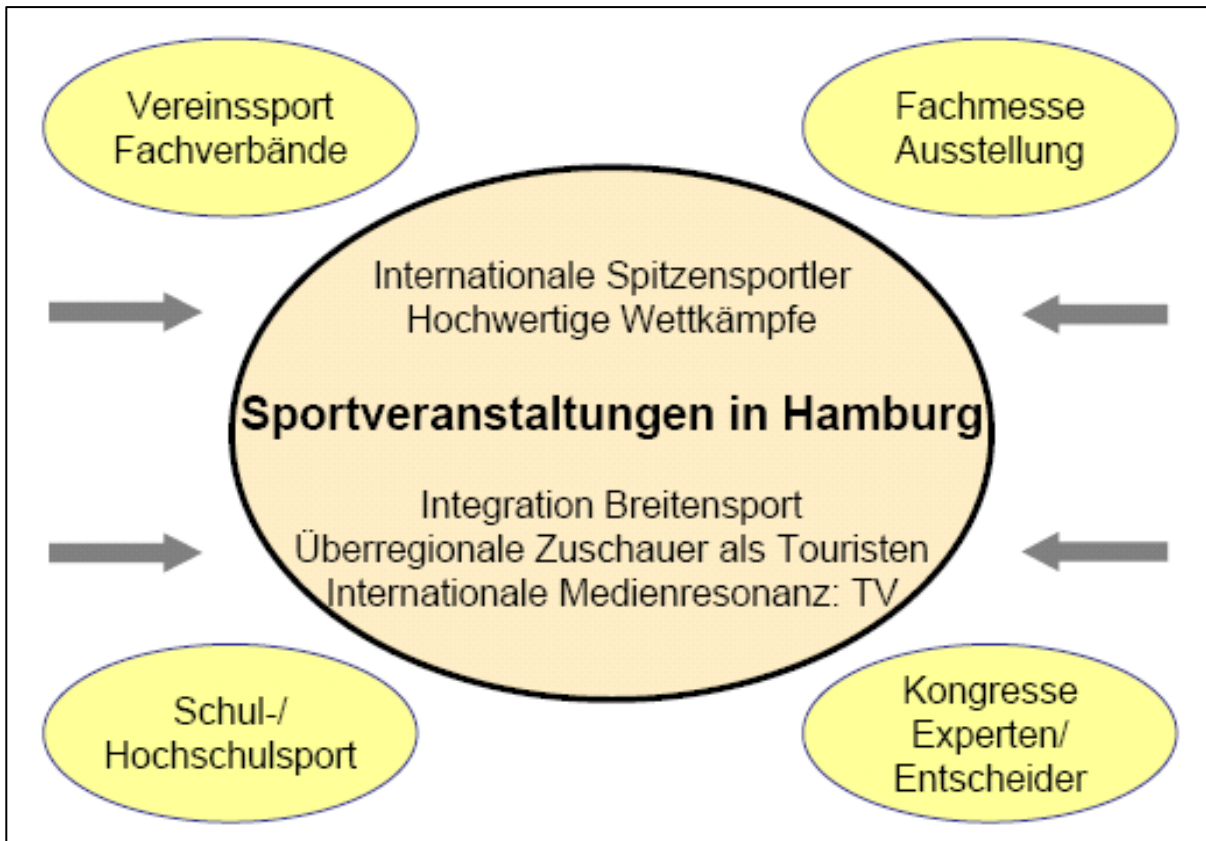 Vereinssport
Fachverbände
Fachmesse
Ausstellung
Internationale Spitzensportler
Hochwertige Wettkämpfe
Sportveranstaltungen in Hamburg
Integration Breitensport
Überregionale Zuschauer als Touristen
Internationale Medienresonanz: TV
Schul-/
Hochschulsport
Kongresse
Experten/
Entscheider